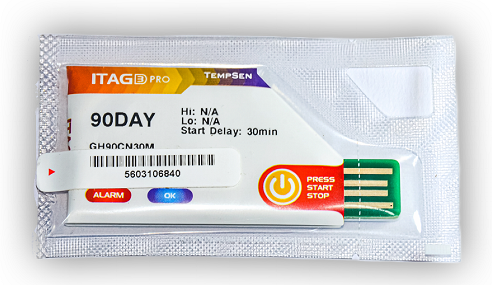 ITAG3 PRO
TempSen
90DAY
Hi: N/A
Lo: N/A
Start Delay: 30min
GH90CN30M
5603106840
ALARM
OK
PRESS
START
STOP